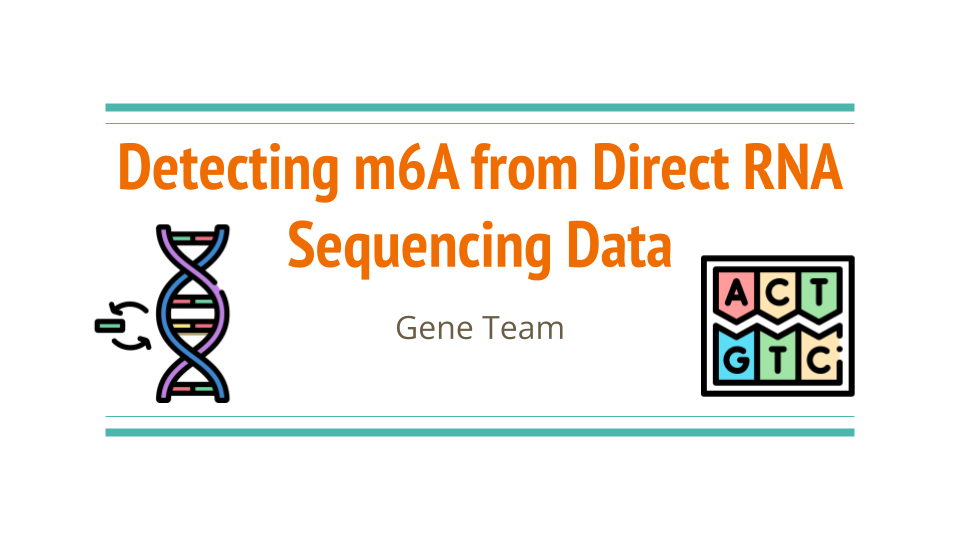 Detecting m6A from Direct RNA
Sequencing Data
Gene Team
A C T
G T C